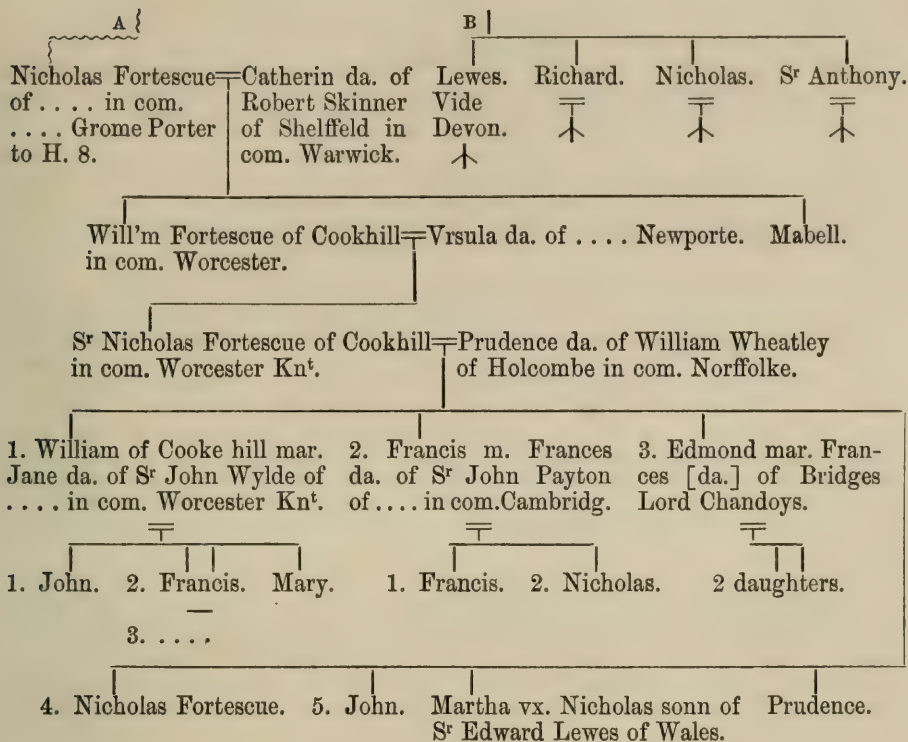 A B
Nicholas Fortescue
of . . . . in com.
. . . . Grome Porter
to H. 8.
Catherin da. of
Robert Skinner
of Shelffeld in
com. Warwick.
Lewes.
Vide
Devon.
Richard.
Nicholas.
Sʳ Anthony.
Will'm Fortescue of Cookhill
in com. Worcester.
Vrsula da. of . . . . Newporte.
Mabell.
Sʳ Nicholas Fortescue of Cookhill
in com. Worcester Knᵗ.
Prudence da. of William Wheatley
of Holcombe in com. Norffolke.
1. William of Cooke hill mar.
Jane da. of Sʳ John Wylde of
. . . . in com. Worcester Knᵗ.
2. Francis m. Frances
da. of Sʳ John Payton
of . . . . in com. Cambridg.
3. Edmond mar. Fran-
ces [da.] of Bridges
Lord Chandoys.
1. John. 2. Francis. Mary.
3. . . . . .
1. Francis. 2. Nicholas.
2 daughters.
4. Nicholas Fortescue.
5. John.
Martha vx. Nicholas sonn of
Sʳ Edward Lewes of Wales.
Prudence.